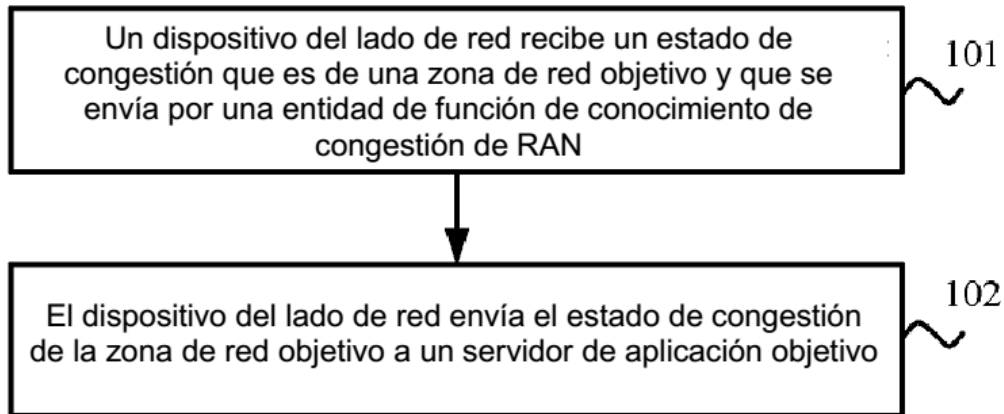 Un dispositivo del lado de red recibe un estado de
congestión que es de una zona de red objetivo y que se
envía por una entidad de función de conocimiento de
congestión de RAN
101
El dispositivo del lado de red envía el estado de congestión
de la zona de red objetivo a un servidor de aplicación objetivo
102